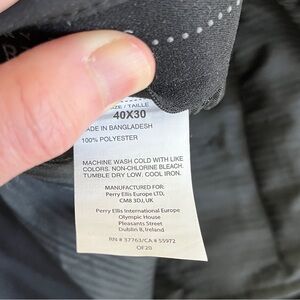 SIZE / TAILLE
40X30
MADE IN BANGLADESH
100% POLYESTER
MACHINE WASH COLD WITH LIKE
COLORS. NON-CHLORINE BLEACH.
TUMBLE DRY LOW. COOL IRON.
MANUFACTURED FOR:
Perry Ellis Europe LTD,
CM8 3DJ, UK
Perry Ellis International Europe
Olympic House
Pleasants Street
Dublin 8, Ireland
RN # 37763/CA # 55972
OF20